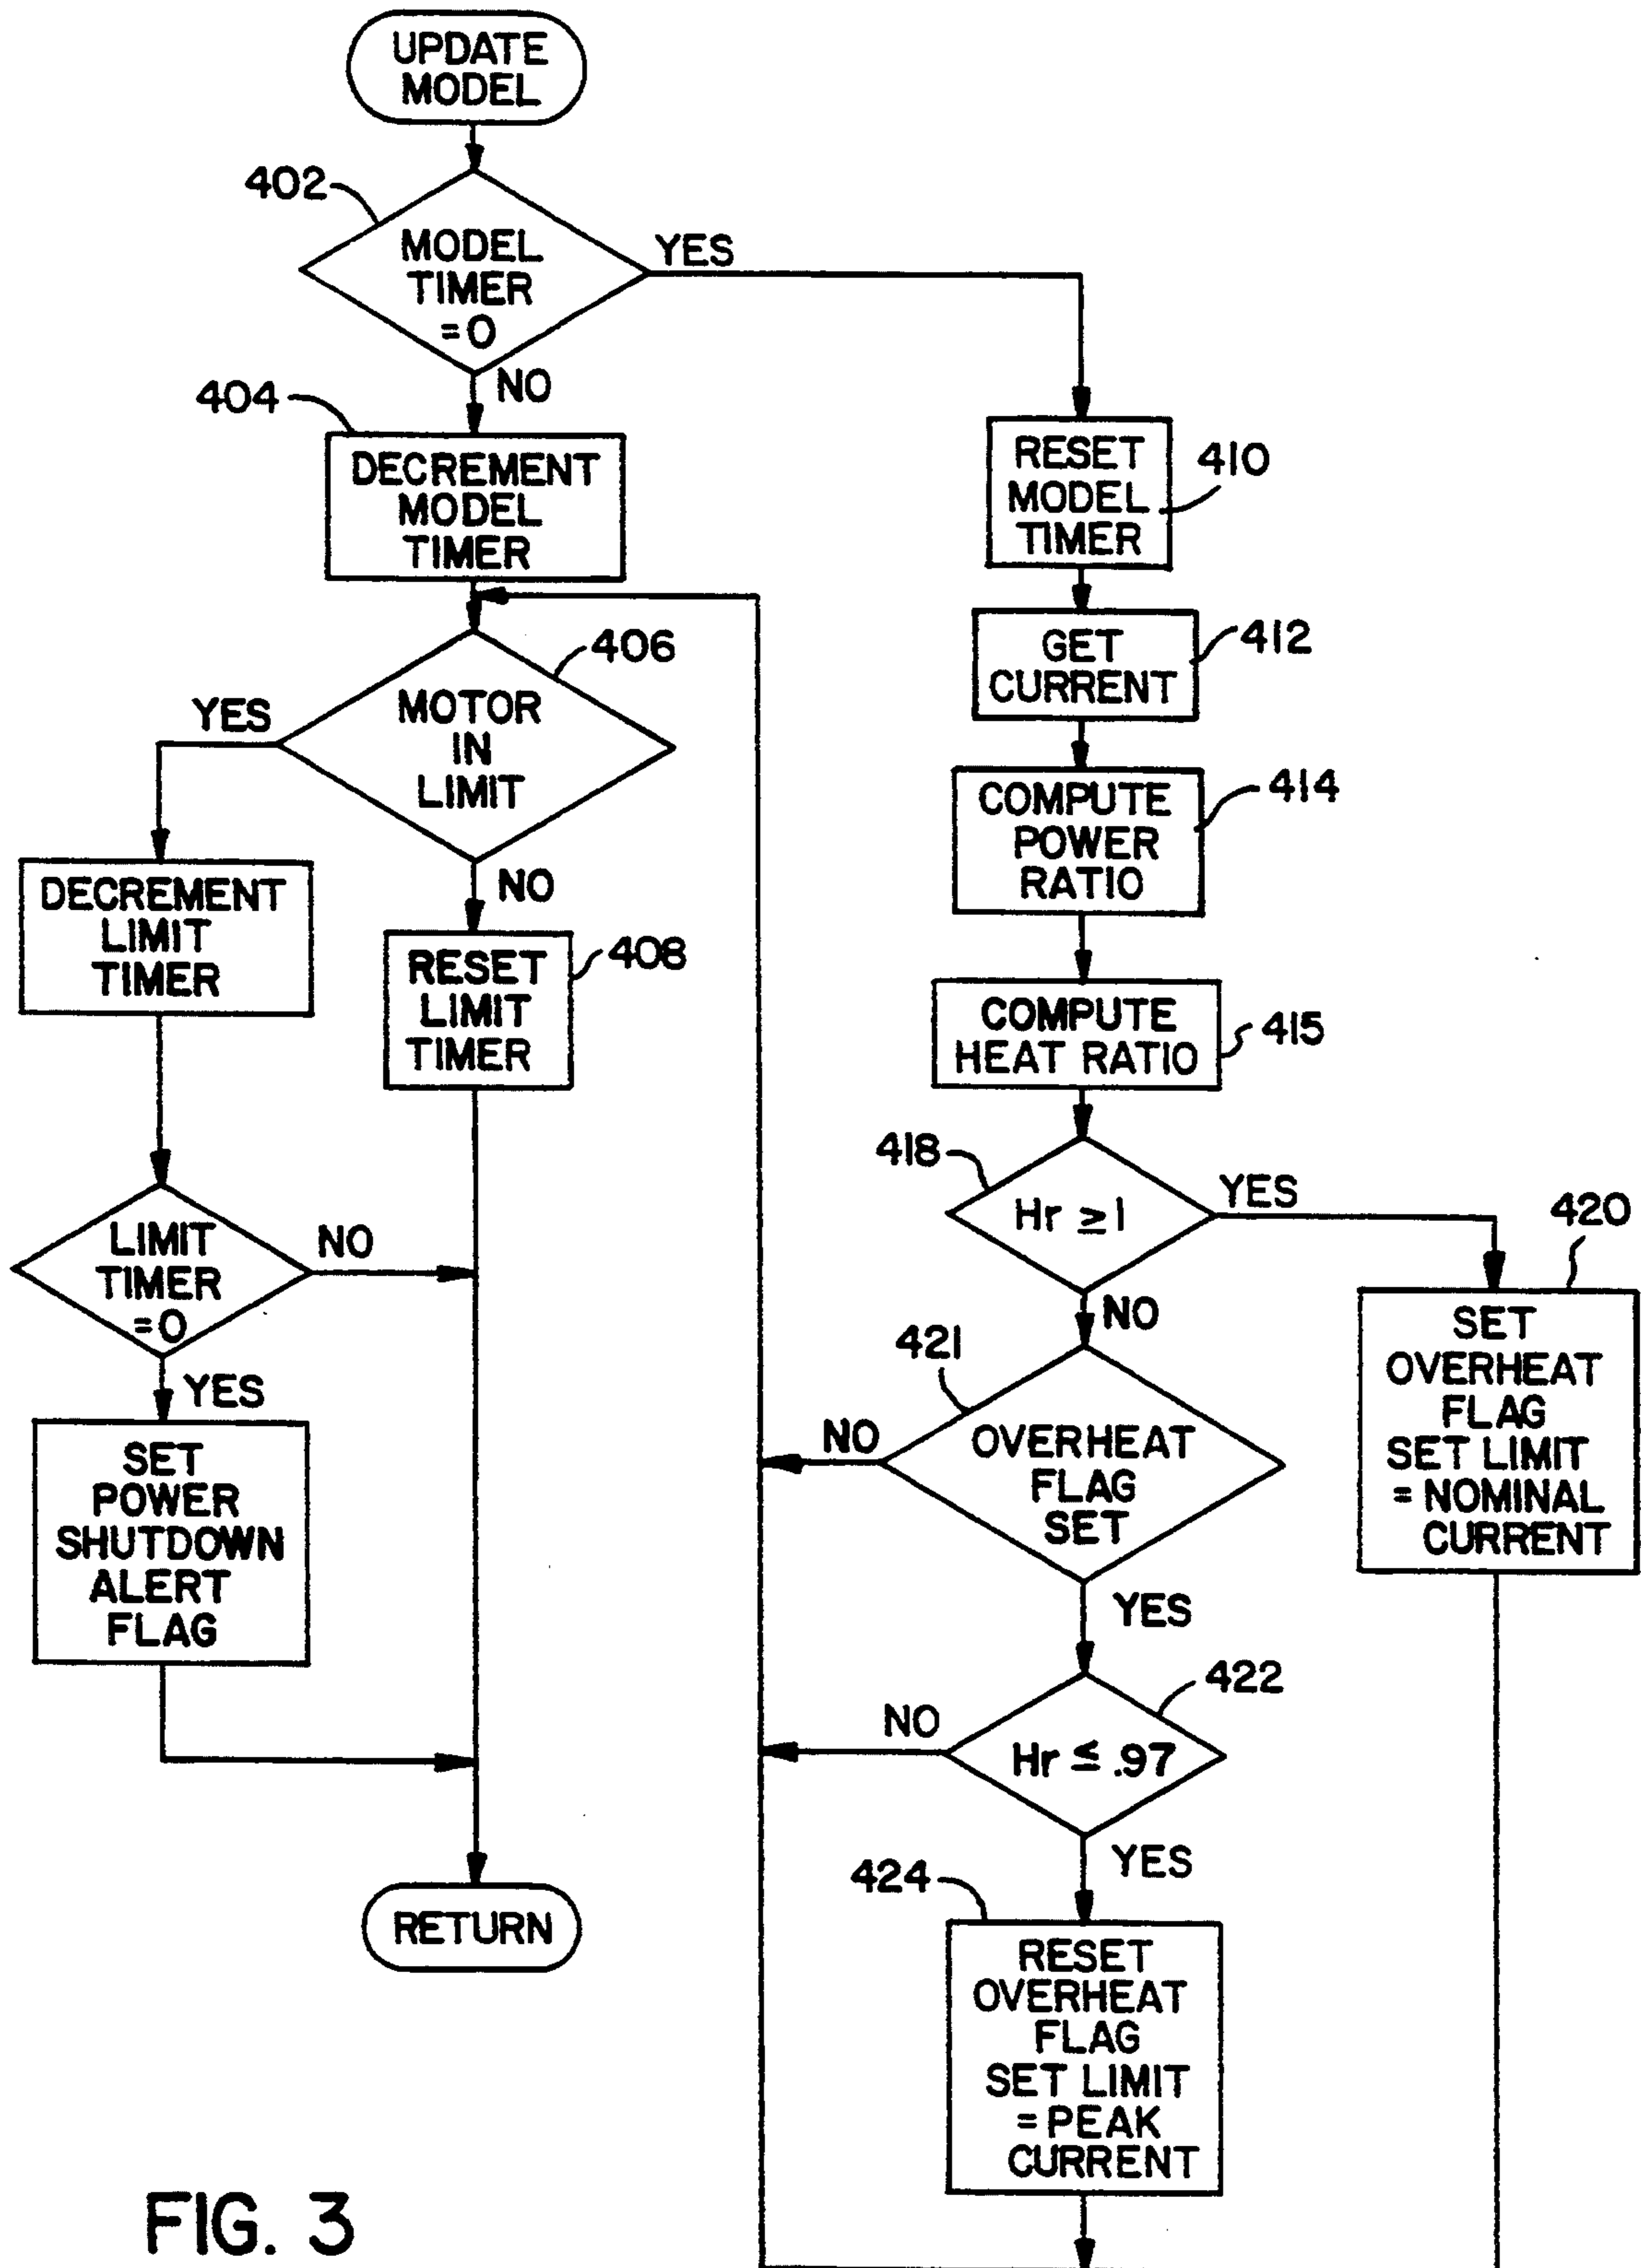 UPDATE
MODEL
402
MODEL
TIMER
=0
YES
NO
404
DECREMENT
MODEL
TIMER
410
RESET
MODEL
TIMER
406
MOTOR
IN
LIMIT
YES
NO
412
GET
CURRENT
414
COMPUTE
POWER
RATIO
DECREMENT
LIMIT
TIMER
408
RESET
LIMIT
TIMER
415
COMPUTE
HEAT RATIO
418
Hr ≥ 1
YES
NO
420
SET
OVERHEAT
FLAG
SET LIMIT
= NOMINAL
CURRENT
LIMIT
TIMER
=0
NO
YES
421
OVERHEAT
FLAG
SET
NO
YES
SET
POWER
SHUTDOWN
ALERT
FLAG
422
Hr ≤ .97
NO
YES
424
RESET
OVERHEAT
FLAG
SET LIMIT
= PEAK
CURRENT
RETURN
FIG. 3